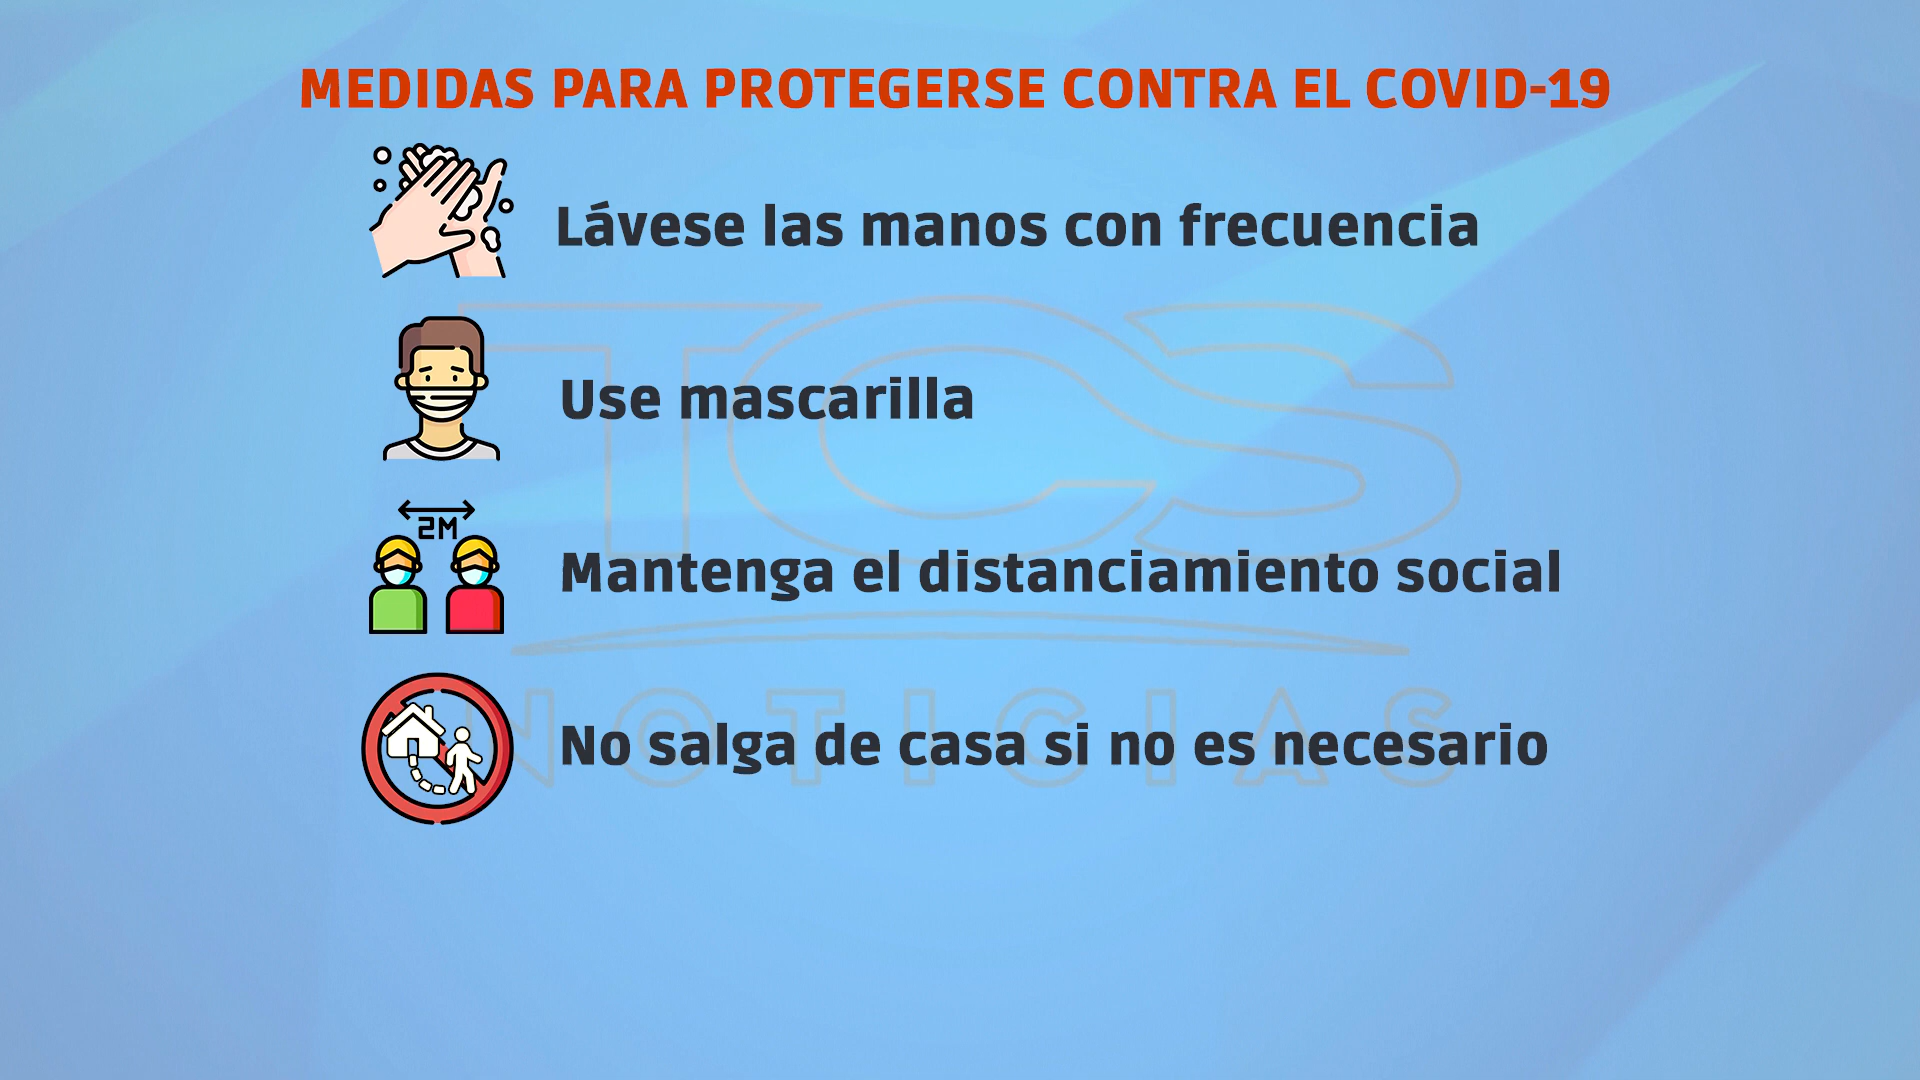 MEDIDAS PARA PROTEGERSE CONTRA EL COVID-19
Lávese las manos con frecuencia
Use mascarilla
2M
Mantenga el distanciamiento social
No salga de casa si no es necesario
TCS
NOTICIAS